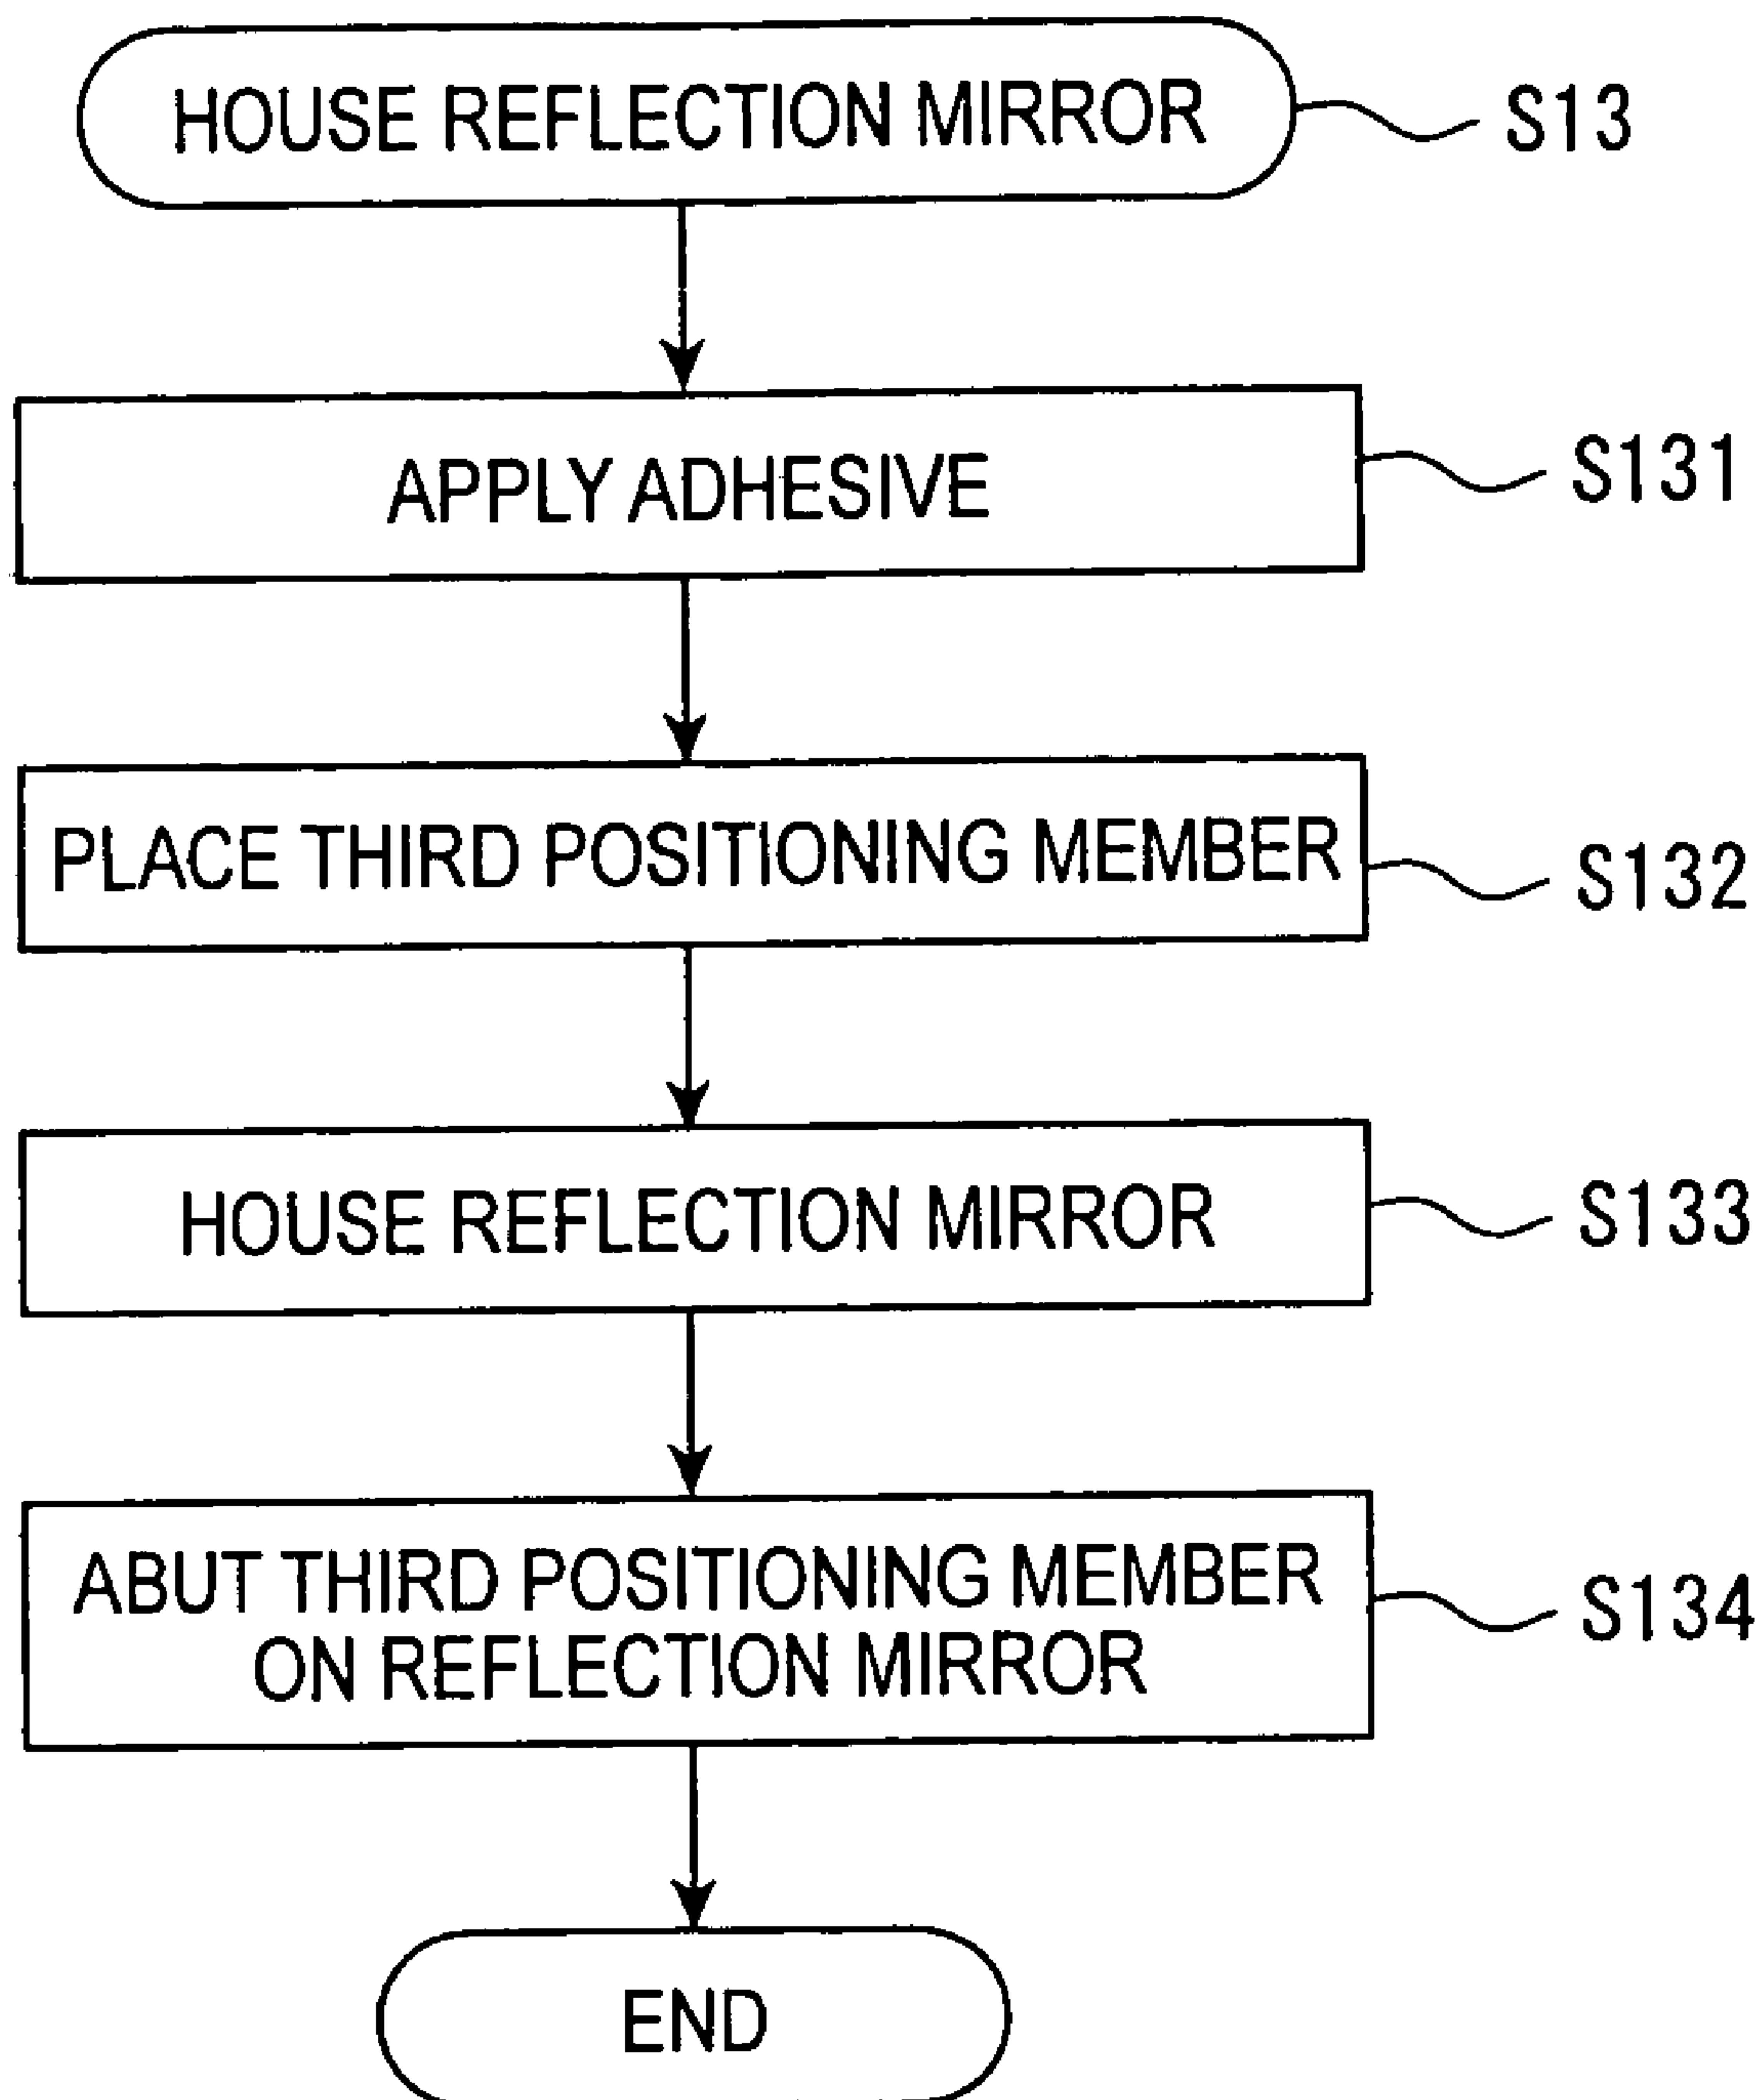 HOUSE REFLECTION MIRROR
S13
APPLY ADHESIVE
S131
PLACE THIRD POSITIONING MEMBER
S132
HOUSE REFLECTION MIRROR
S133
ABUT THIRD POSITIONING MEMBER
ON REFLECTION MIRROR
S134
END